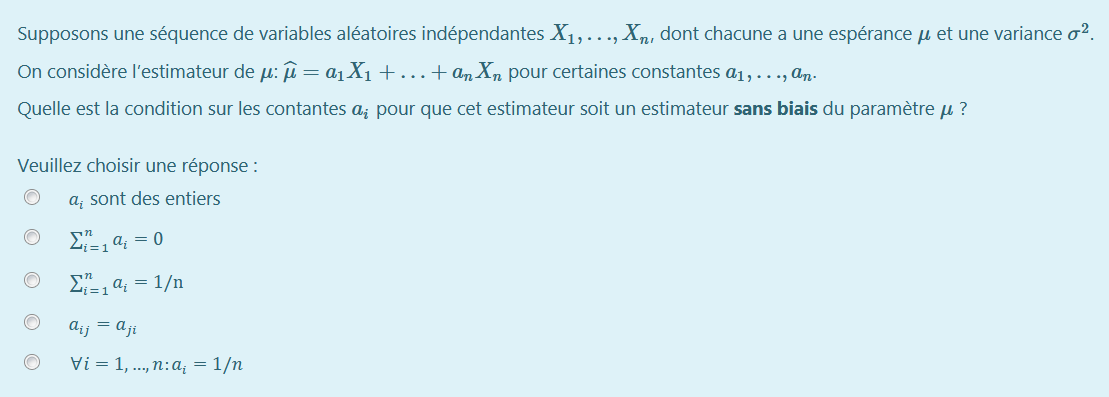 Supposons une séquence de variables aléatoires indépendantes X₁, . . ., Xₙ, dont chacune a une espérance μ et une variance σ².
On considère l'estimateur de μ: μ̂ = a₁X₁ + . . . + aₙXₙ pour certaines constantes a₁, . . ., aₙ.
Quelle est la condition sur les contantes aᵢ pour que cet estimateur soit un estimateur sans biais du paramètre μ ?
Veuillez choisir une réponse :
aᵢ sont des entiers
∑ⁿᵢ₌₁ aᵢ = 0
∑ⁿᵢ₌₁ aᵢ = 1/n
aᵢⱼ = aⱼᵢ
∀i = 1, ..., n: aᵢ = 1/n